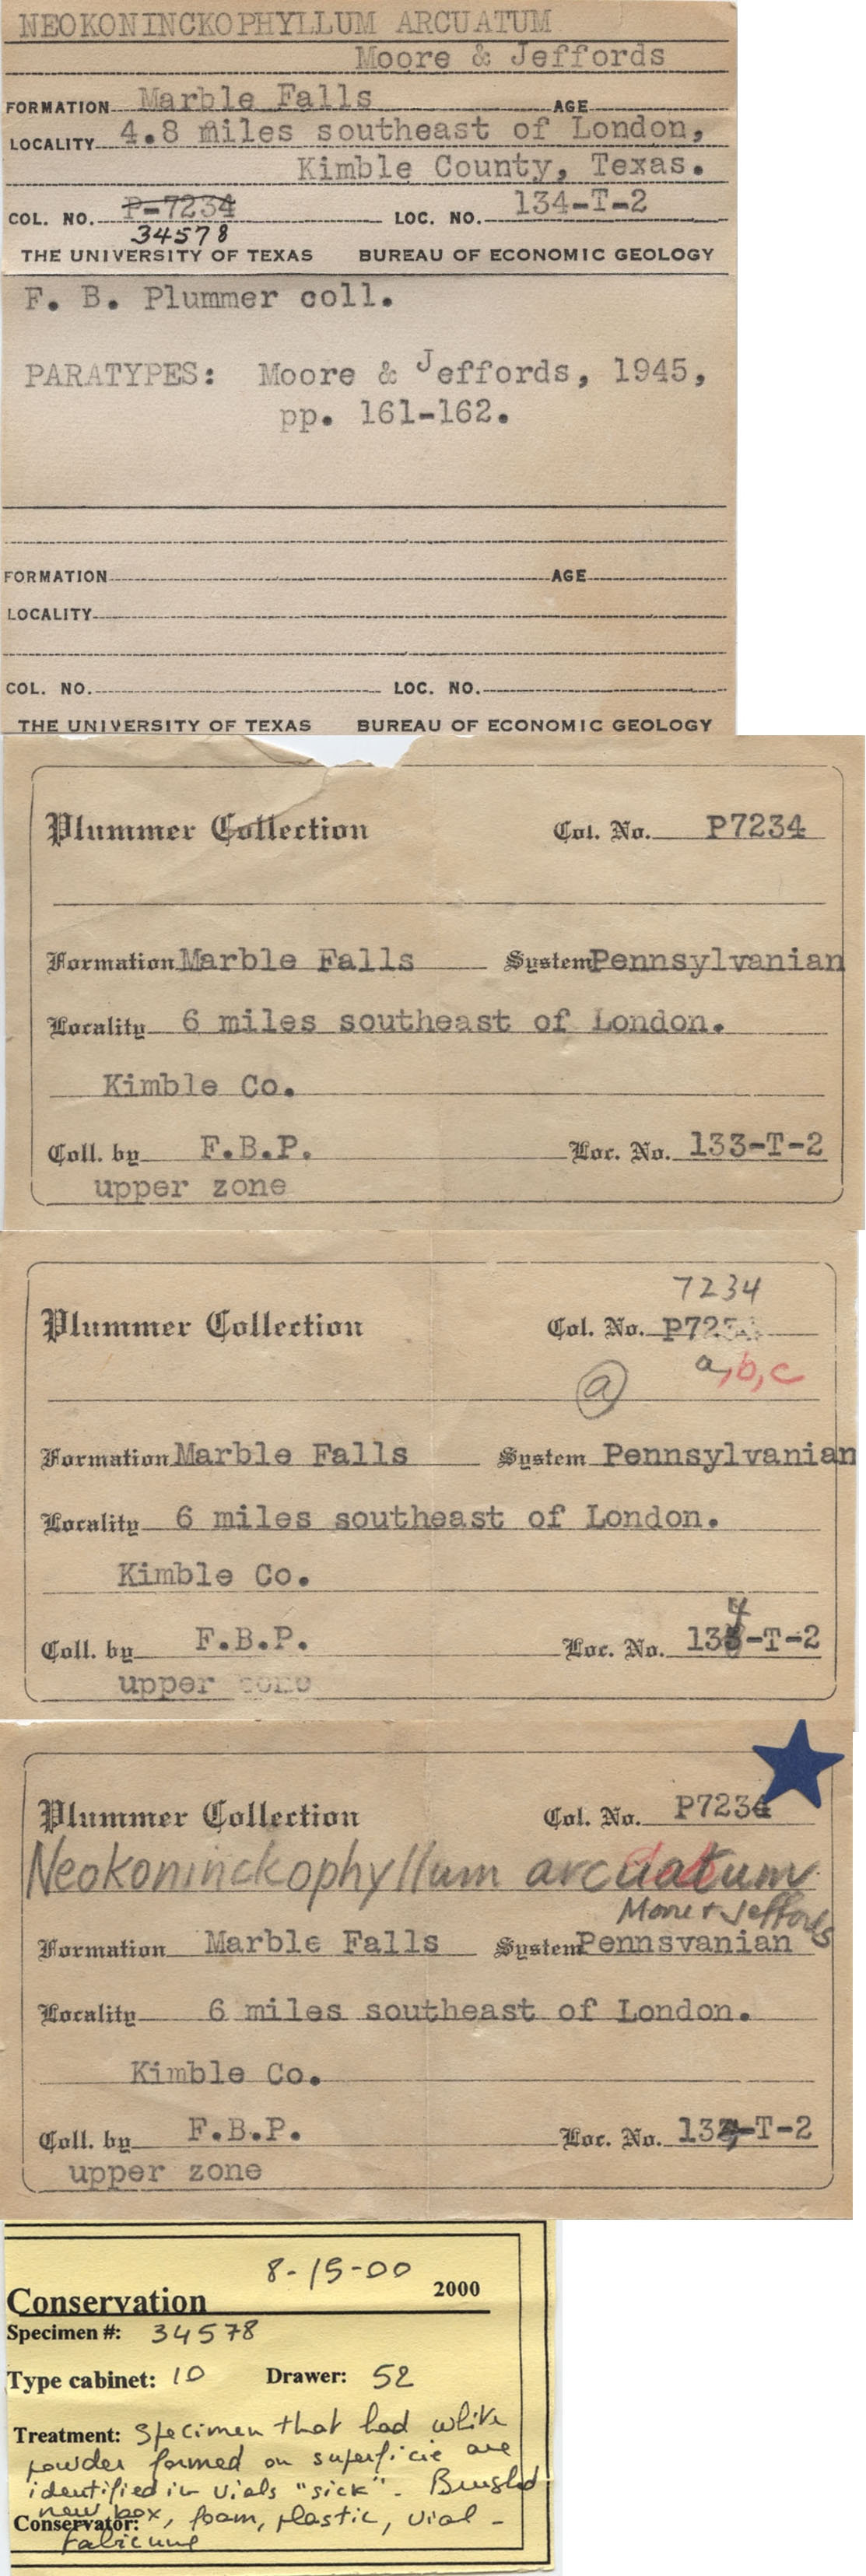 NEOKONINCKOPHYLLUM ARCUATUM
Moore & Jeffords
FORMATION Marble Falls AGE
LOCALITY 4.8 miles southeast of London,
Kimble County, Texas.
COL. NO. P-7234 LOC. NO. 134-T-2
34578
THE UNIVERSITY OF TEXAS BUREAU OF ECONOMIC GEOLOGY
F. B. Plummer coll.
PARATYPES: Moore & Jeffords, 1945,
pp. 161-162.
FORMATION AGE
LOCALITY
COL. NO. LOC. NO.
THE UNIVERSITY OF TEXAS BUREAU OF ECONOMIC GEOLOGY
Plummer Collection Col. No. P7234
Formation Marble Falls System Pennsylvanian
Locality 6 miles southeast of London.
Kimble Co.
Coll. by F.B.P. Loc. No. 133-T-2
upper zone
7234
Plummer Collection Col. No. P723
a,b,c
a
Formation Marble Falls System Pennsylvanian
Locality 6 miles southeast of London.
Kimble Co.
4
Coll. by F.B.P. Loc. No. 133-T-2
upper zone
Plummer Collection Col. No. P7234
Neokoninckophyllum arcuatum
Moore & Jeffords
Formation Marble Falls System Pennsvanian
Locality 6 miles southeast of London.
Kimble Co.
Coll. by F.B.P. Loc. No. 134-T-2
upper zone
8-15-00
Conservation 2000
Specimen #: 34578
Type cabinet: 10 Drawer: 52
Treatment: Specimen that had white
powder formed on superficie are
identified in vials "sick". Brushed
new box, foam, plastic, vial -
Conservator: